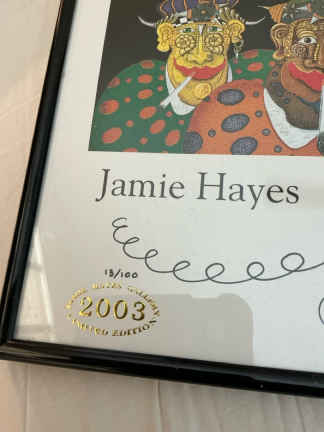 Jamie Hayes
13/100
JAMIE HAYES GALLERY
2003
LIMITED EDITION